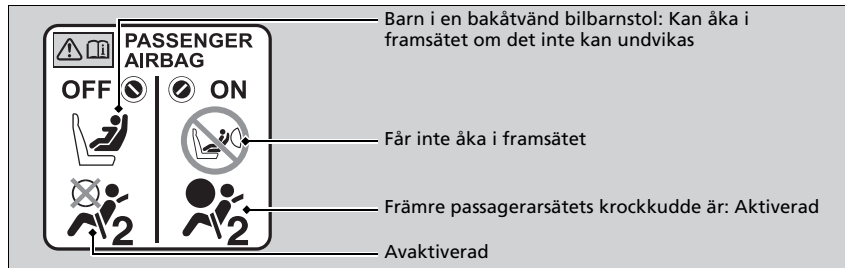 PASSENGER
AIRBAG
OFF
ON
2
2
Barn i en bakåtvänd bilbarnstol: Kan åka i
framsätet om det inte kan undvikas
Får inte åka i framsätet
Främre passagerarsätets krockkudde är: Aktiverad
Avaktiverad